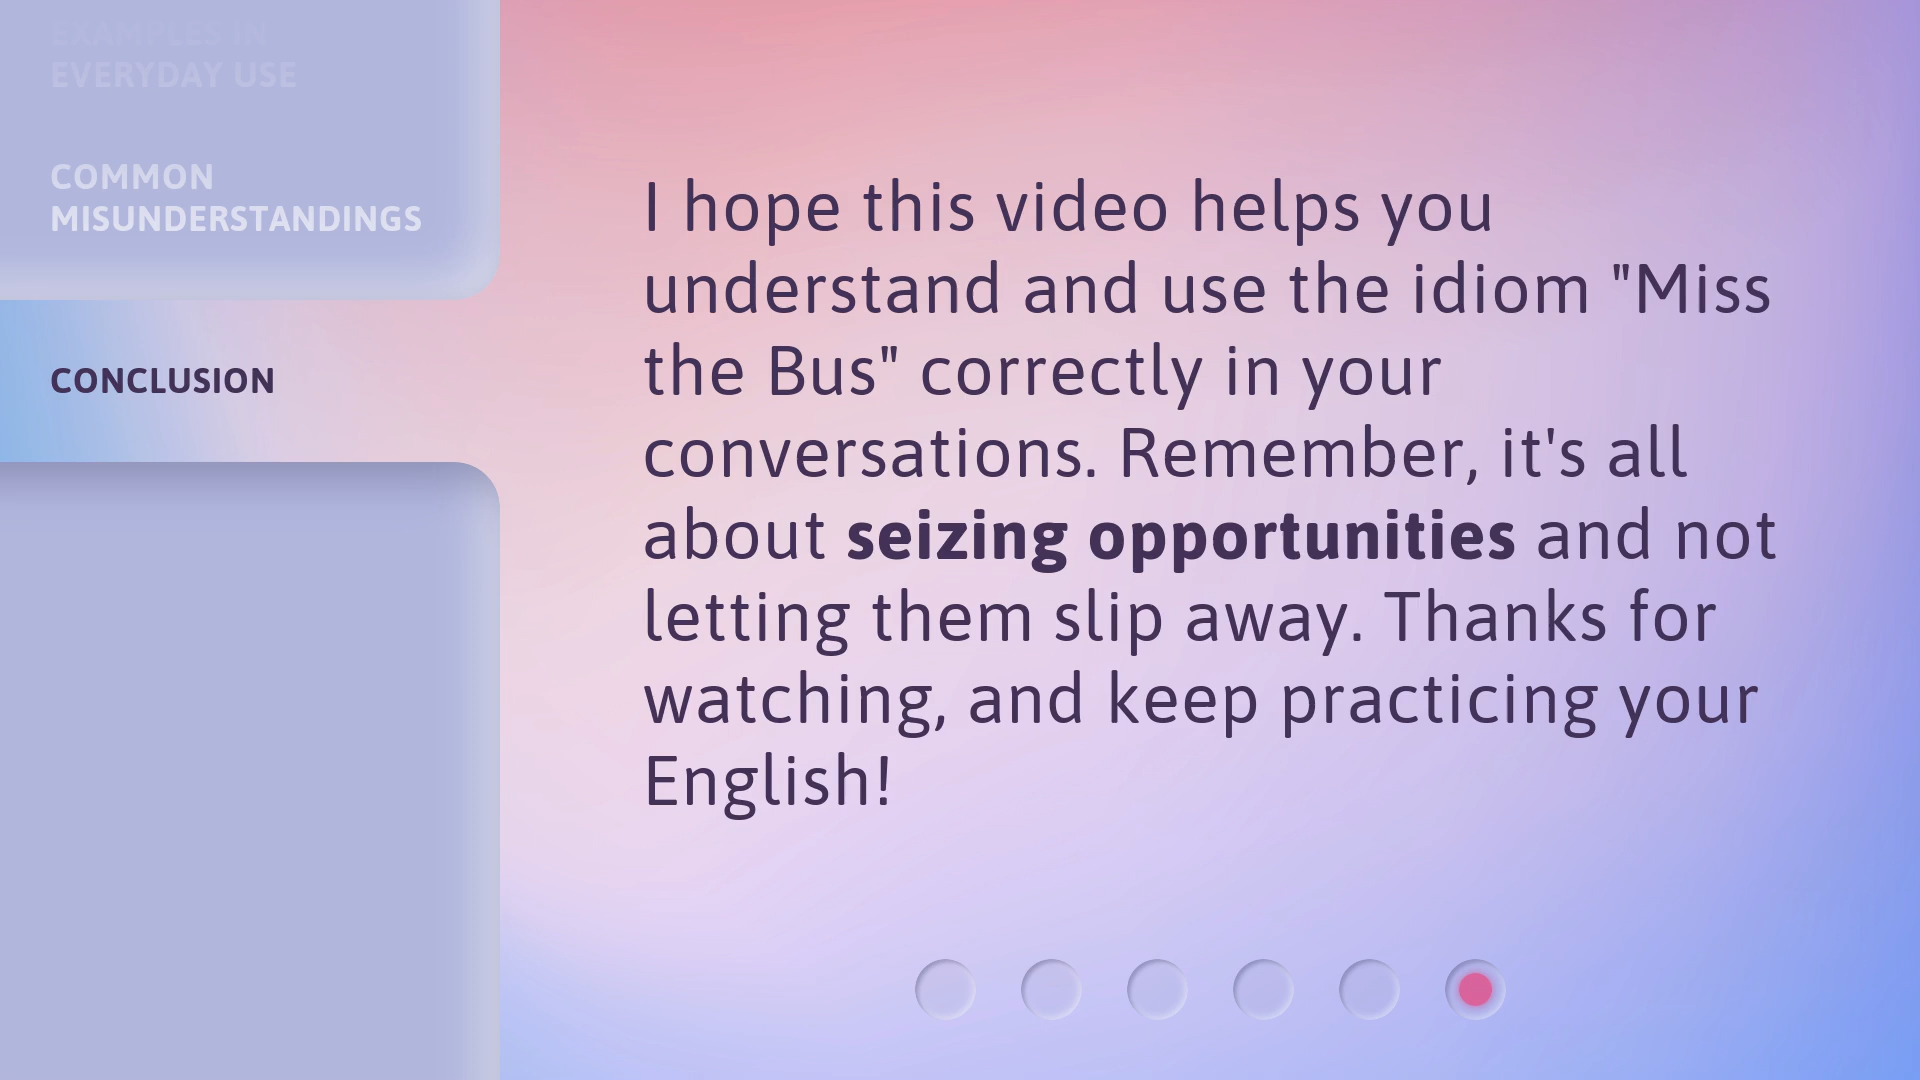 EXAMPLES IN
EVERYDAY USE
COMMON
MISUNDERSTANDINGS
CONCLUSION
I hope this video helps you
understand and use the idiom "Miss
the Bus" correctly in your
conversations. Remember, it's all
about seizing opportunities and not
letting them slip away. Thanks for
watching, and keep practicing your
English!